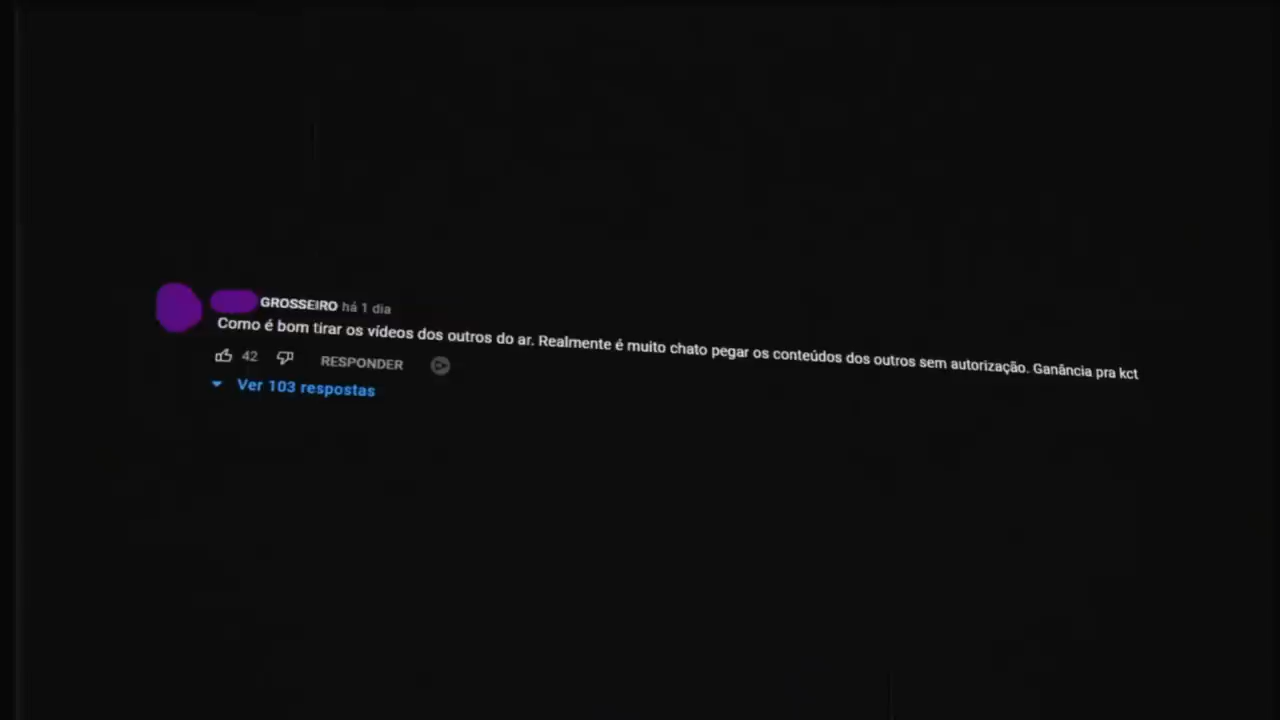 GROSSEIRO há 1 dia
Como é bom tirar os vídeos dos outros do ar. Realmente é muito chato pegar os conteúdos dos outros sem autorização. Ganância pra kct
42 RESPONDER
Ver 103 respostas